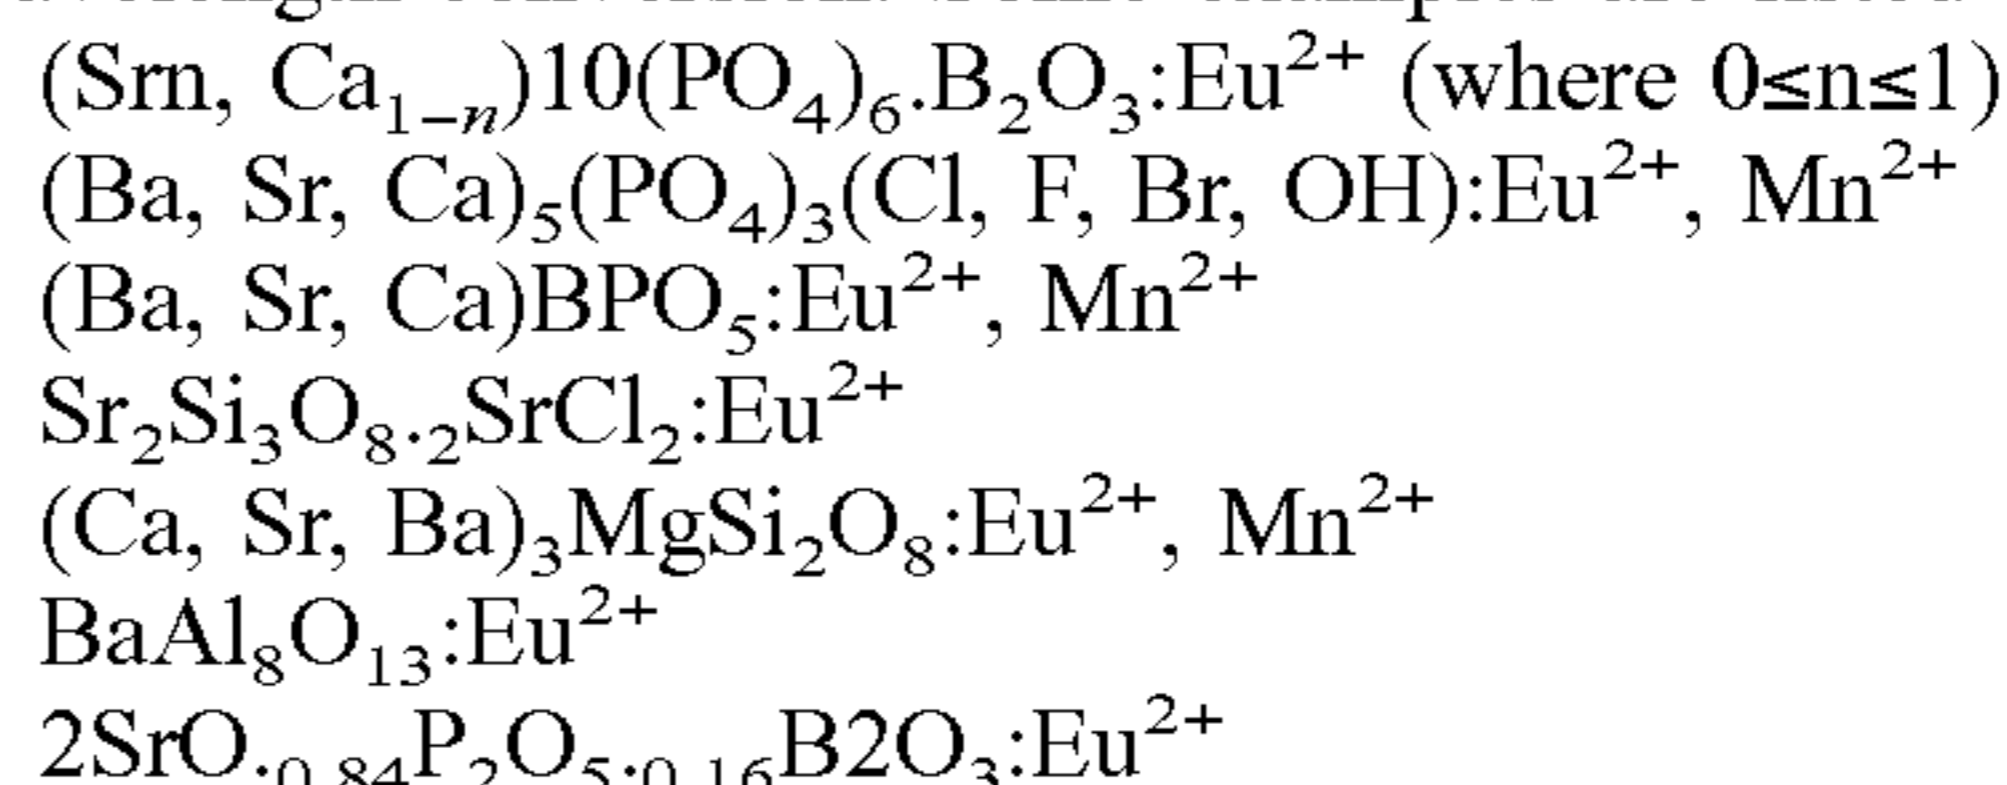 (Srn, Ca₁₋ₙ)10(PO₄)₆.B₂O₃:Eu²⁺ (where 0≤n≤1)
(Ba, Sr, Ca)₅(PO₄)₃(Cl, F, Br, OH):Eu²⁺, Mn²⁺
(Ba, Sr, Ca)BPO₅:Eu²⁺, Mn²⁺
Sr₂Si₃O₈.₂SrCl₂:Eu²⁺
(Ca, Sr, Ba)₃MgSi₂O₈:Eu²⁺, Mn²⁺
BaAl₈O₁₃:Eu²⁺
2SrO.₀.₈₄P₂O₅.₀.₁₆B2O₃:Eu²⁺